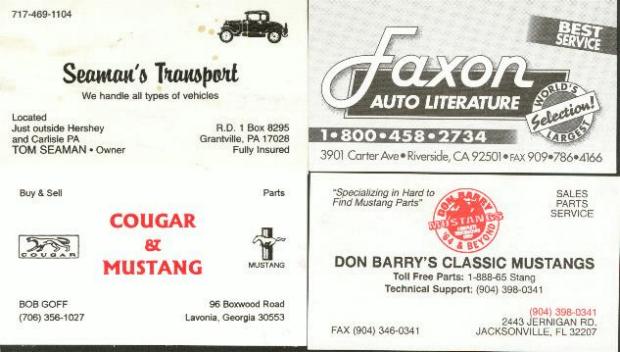 717-469-1104
Seaman's Transport
We handle all types of vehicles
Located
Just outside Hershey
and Carlisle PA
TOM SEAMAN • Owner
R.D. 1 Box 8295
Grantville, PA 17028
Fully Insured
BEST
SERVICE
Faxon
AUTO LITERATURE
WORLD'S
Selection!
LARGEST
1•800•458•2734
3901 Carter Ave • Riverside, CA 92501 • FAX 909•786•4166
Buy & Sell
Parts
COUGAR
&
MUSTANG
COUGAR
MUSTANG
BOB GOFF
(706) 356-1027
96 Boxwood Road
Lavonia, Georgia 30553
"Specializing in Hard to
Find Mustang Parts"
DON BARRY
MUSTANGS
'64 & BEYOND
SALES
PARTS
SERVICE
DON BARRY'S CLASSIC MUSTANGS
Toll Free Parts: 1-888-65 Stang
Technical Support: (904) 398-0341
(904) 398-0341
2443 JERNIGAN RD.
JACKSONVILLE, FL 32207
FAX (904) 346-0341